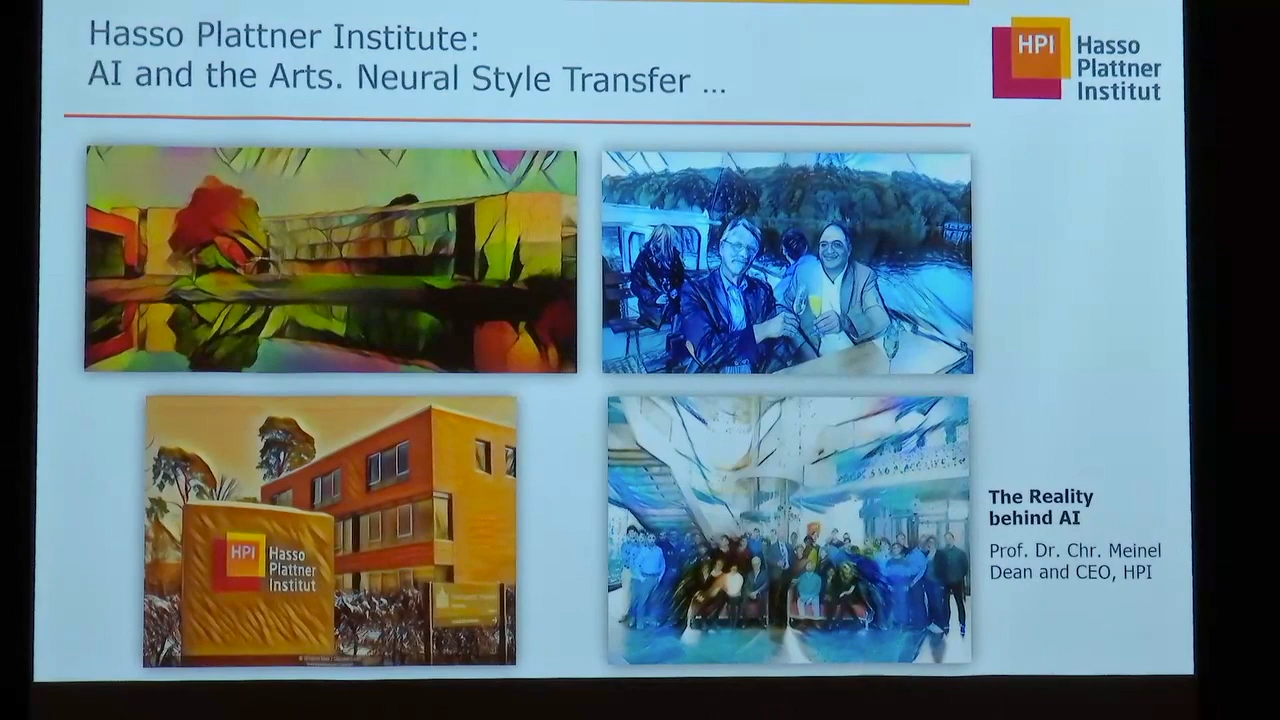 Hasso Plattner Institute:
AI and the Arts. Neural Style Transfer ...
HPI
Hasso
Plattner
Institut
HPI
Hasso
Plattner
Institut
The Reality
behind AI
Prof. Dr. Chr. Meinel
Dean and CEO, HPI